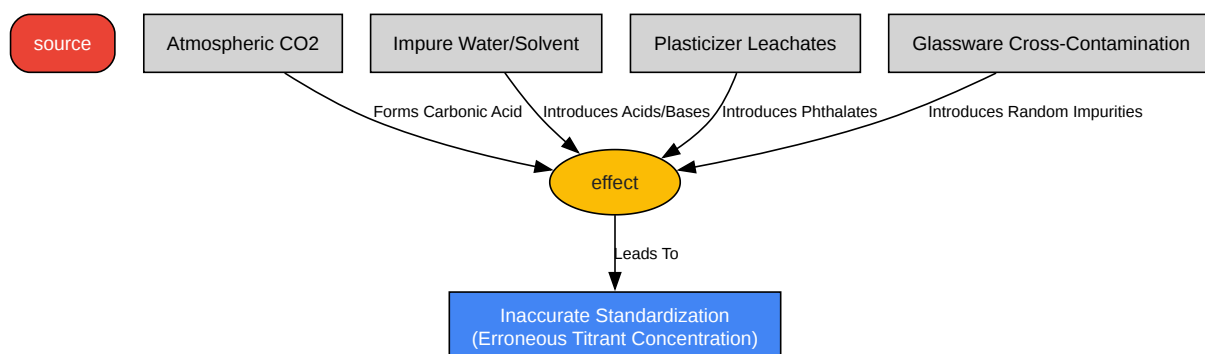 source
Atmospheric CO2
Impure Water/Solvent
Plasticizer Leachates
Glassware Cross-Contamination
Forms Carbonic Acid
Introduces Acids/Bases
Introduces Phthalates
Introduces Random Impurities
effect
Leads To
Inaccurate Standardization
(Erroneous Titrant Concentration)